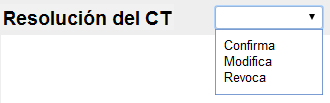 Resolución del CT
Confirma
Modifica
Revoca